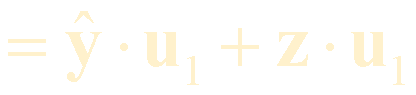 = ŷ · u₁ + z · u₁